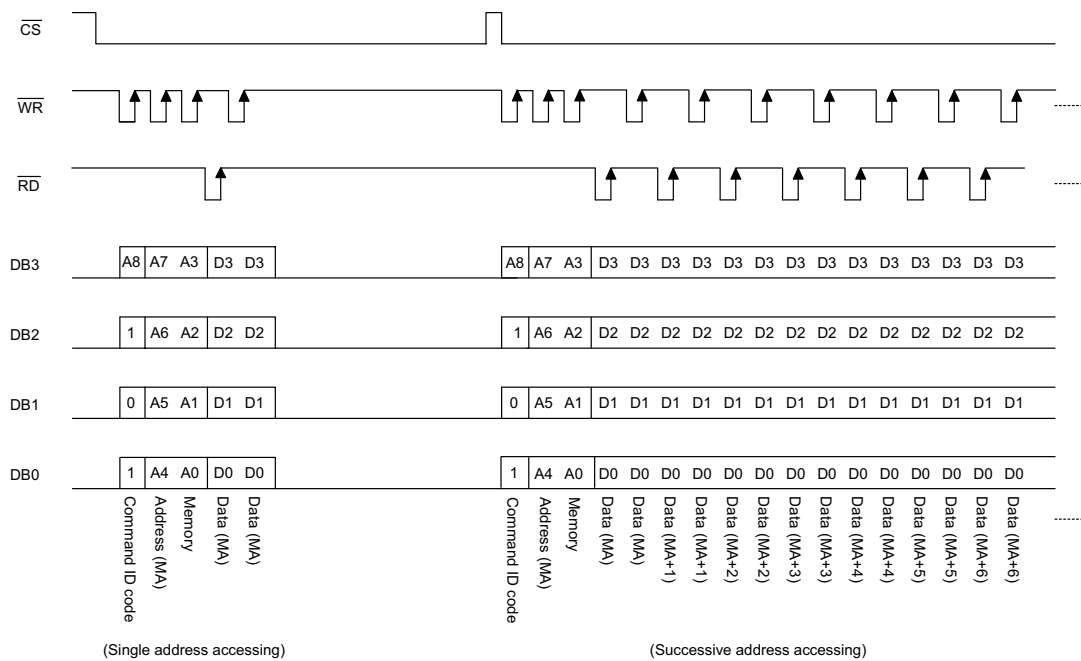 CS
WR
RD
DB3 A8 A7 A3 D3 D3 A8 A7 A3 D3 D3 D3 D3 D3 D3 D3 D3 D3 D3 D3 D3 D3 D3
DB2 1 A6 A2 D2 D2 1 A6 A2 D2 D2 D2 D2 D2 D2 D2 D2 D2 D2 D2 D2 D2 D2
DB1 0 A5 A1 D1 D1 0 A5 A1 D1 D1 D1 D1 D1 D1 D1 D1 D1 D1 D1 D1 D1 D1
DB0 1 A4 A0 D0 D0 1 A4 A0 D0 D0 D0 D0 D0 D0 D0 D0 D0 D0 D0 D0 D0 D0
Command ID code
Address (MA)
Memory
Data (MA)
Data (MA)
Command ID code
Address (MA)
Memory
Data (MA)
Data (MA)
Data (MA+1)
Data (MA+1)
Data (MA+2)
Data (MA+2)
Data (MA+3)
Data (MA+3)
Data (MA+4)
Data (MA+4)
Data (MA+5)
Data (MA+5)
Data (MA+6)
Data (MA+6)
(Single address accessing)
(Successive address accessing)